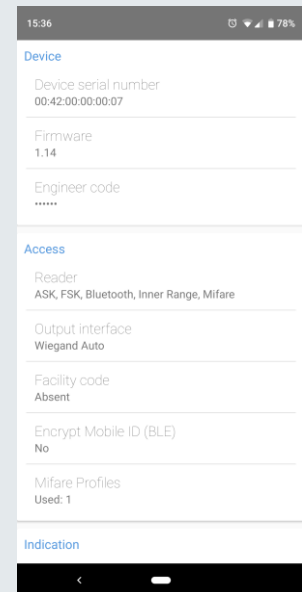 15:36
78%
Device
Device serial number
00:42:00:00:00:07
Firmware
1.14
Engineer code
••••••
Access
Reader
ASK, FSK, Bluetooth, Inner Range, Mifare
Output interface
Wiegand Auto
Facility code
Absent
Encrypt Mobile ID (BLE)
No
Mifare Profiles
Used: 1
Indication